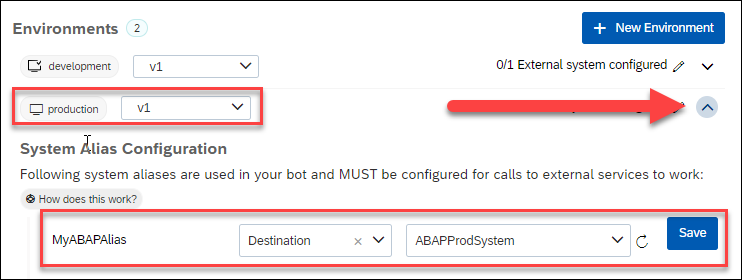 Environments 2
+ New Environment
development v1 0/1 External system configured
production v1
System Alias Configuration
Following system aliases are used in your bot and MUST be configured for calls to external services to work:
How does this work?
MyABAPAlias Destination × ABAPProdSystem Save